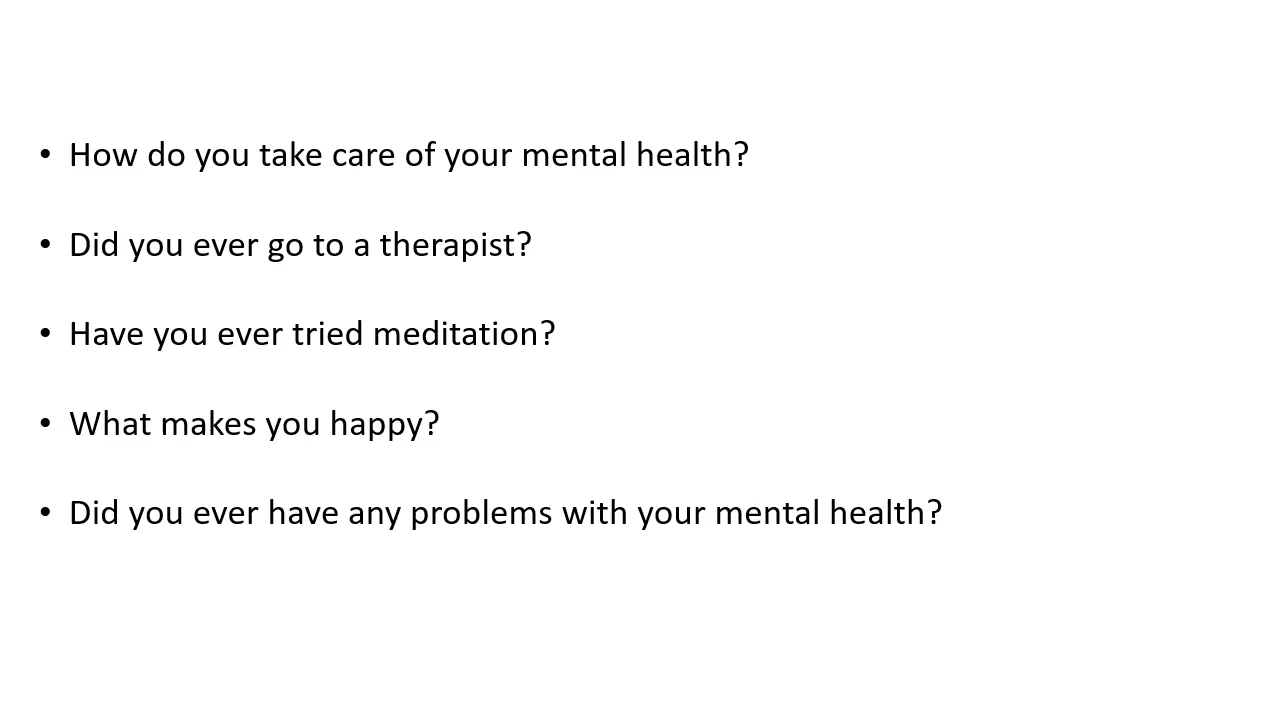 • How do you take care of your mental health?
• Did you ever go to a therapist?
• Have you ever tried meditation?
• What makes you happy?
• Did you ever have any problems with your mental health?